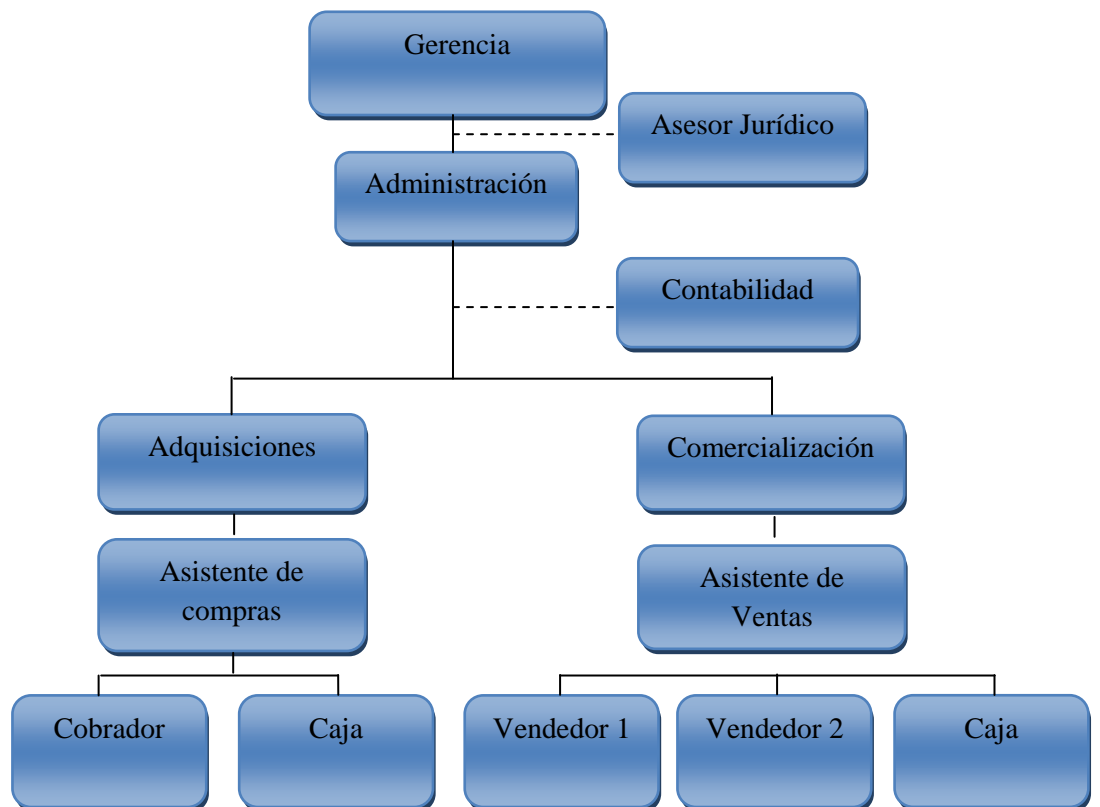 Gerencia
Asesor Jurídico
Administración
Contabilidad
Adquisiciones
Comercialización
Asistente de
compras
Asistente de
Ventas
Cobrador
Caja
Vendedor 1
Vendedor 2
Caja